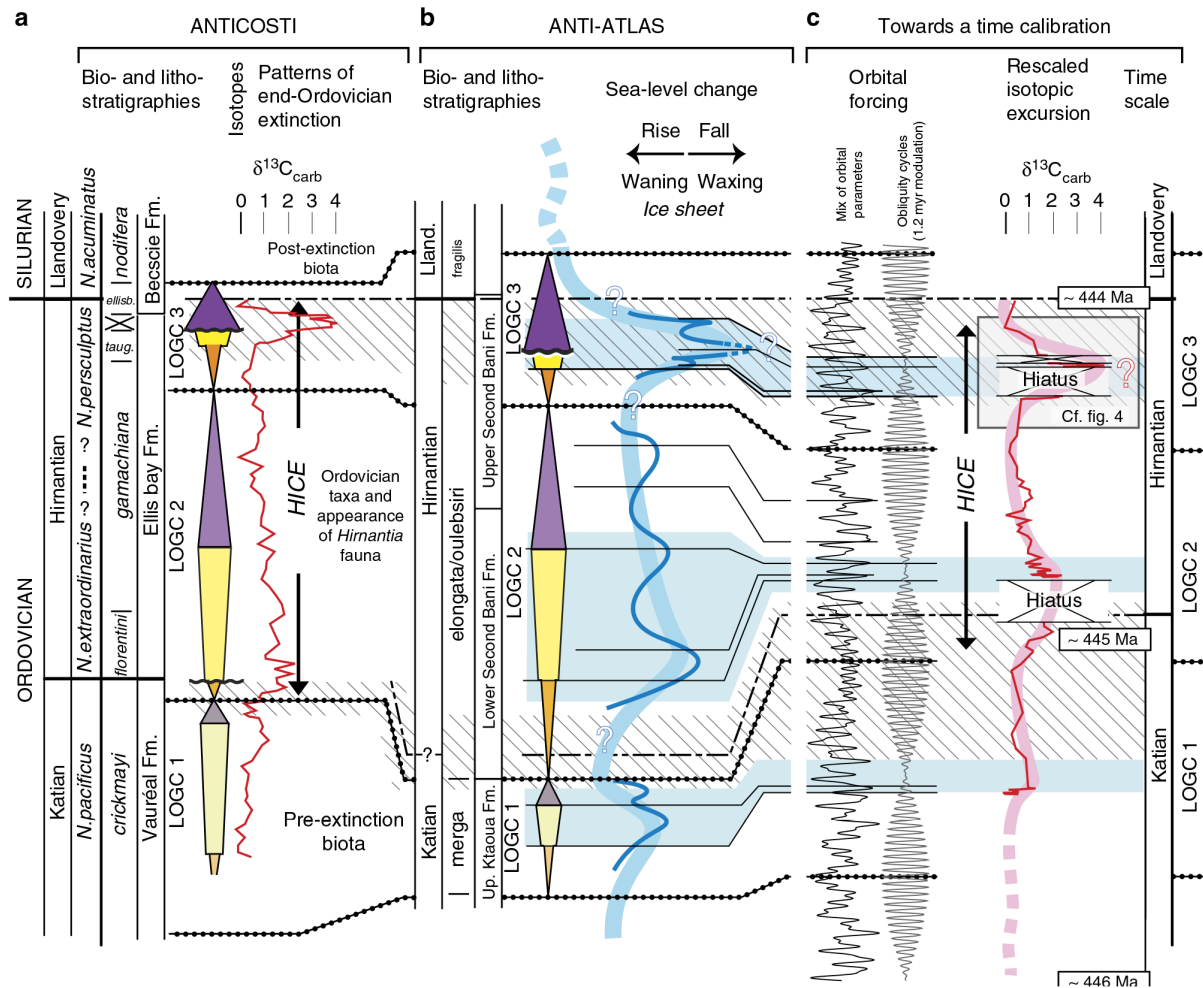 a
ANTICOSTI
b
ANTI-ATLAS
c
Towards a time calibration
Bio- and litho-
stratigraphies
Isotopes
Patterns of
end-Ordovician
extinction
δ13Ccarb
0 1 2 3 4
SILURIAN
ORDOVICIAN
Llandovery
Hirnantian
Katian
N.acuminatus
N.persculptus
?
? N.extraordinarius
N.pacificus
nodifera
ellisb.
taug.
gamachiana
florentini
crickmayi
Becscie Fm.
Ellis bay Fm.
Vauréal Fm.
LOGC 3
LOGC 2
LOGC 1
Post-extinction
biota
HICE
Ordovician
taxa and
appearance
of Hirnantia
fauna
Pre-extinction
biota
Bio- and litho-
stratigraphies
Sea-level change
Rise Fall
Waning Waxing
Ice sheet
Lland.
Hirnantian
?
Katian
fragilis
elongata/oulebsiri
merga
Upper Second Bani Fm.
Lower Second Bani Fm.
Up. Ktaoua Fm.
LOGC 3
LOGC 2
LOGC 1
?
?
?
?
Orbital
forcing
Mix of orbital
parameters
Obliquity cycles
(1.2 myr modulation)
Rescaled
isotopic
excursion
δ13Ccarb
0 1 2 3 4
Time
scale
HICE
Hiatus
?
Cf. fig. 4
Hiatus
~ 444 Ma
~ 445 Ma
~ 446 Ma
Llandovery
Hirnantian
Katian
LOGC 3
LOGC 2
LOGC 1